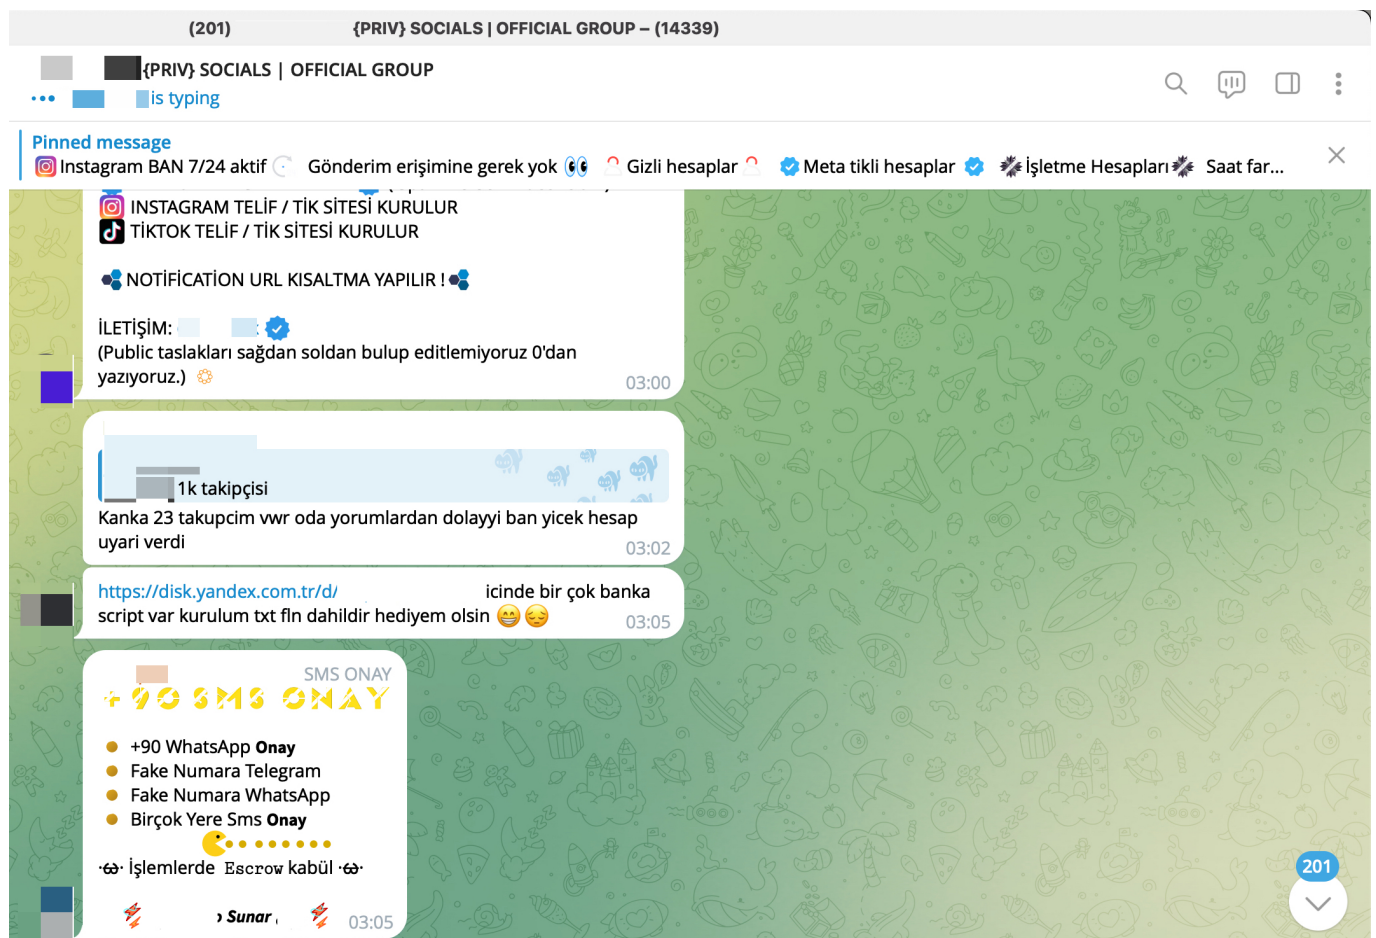 (201) {PRIV} SOCIALS | OFFICIAL GROUP – (14339)
{PRIV} SOCIALS | OFFICIAL GROUP
is typing
Pinned message
Instagram BAN 7/24 aktif Gönderim erişimine gerek yok 👀 Gizli hesaplar Meta tikli hesaplar İşletme Hesapları Saat far...
INSTAGRAM TELİF / TİK SİTESİ KURULUR
TİKTOK TELİF / TİK SİTESİ KURULUR
NOTİFİCATİON URL KISALTMA YAPILIR !
İLETİŞİM:
(Public taslakları sağdan soldan bulup editlemiyoruz 0'dan
yazıyoruz.)
03:00
1k takipçisi
Kanka 23 takupcim vwr oda yorumlardan dolayyi ban yicek hesap
uyari verdi
03:02
https://disk.yandex.com.tr/d/ icinde bir çok banka
script var kurulum txt fln dahildir hediyem olsin 😁😔
03:05
SMS ONAY
+90 SMS ONAY
+90 WhatsApp Onay
Fake Numara Telegram
Fake Numara WhatsApp
Birçok Yere Sms Onay
İşlemlerde Escrow kabül
Sunar
03:05
201